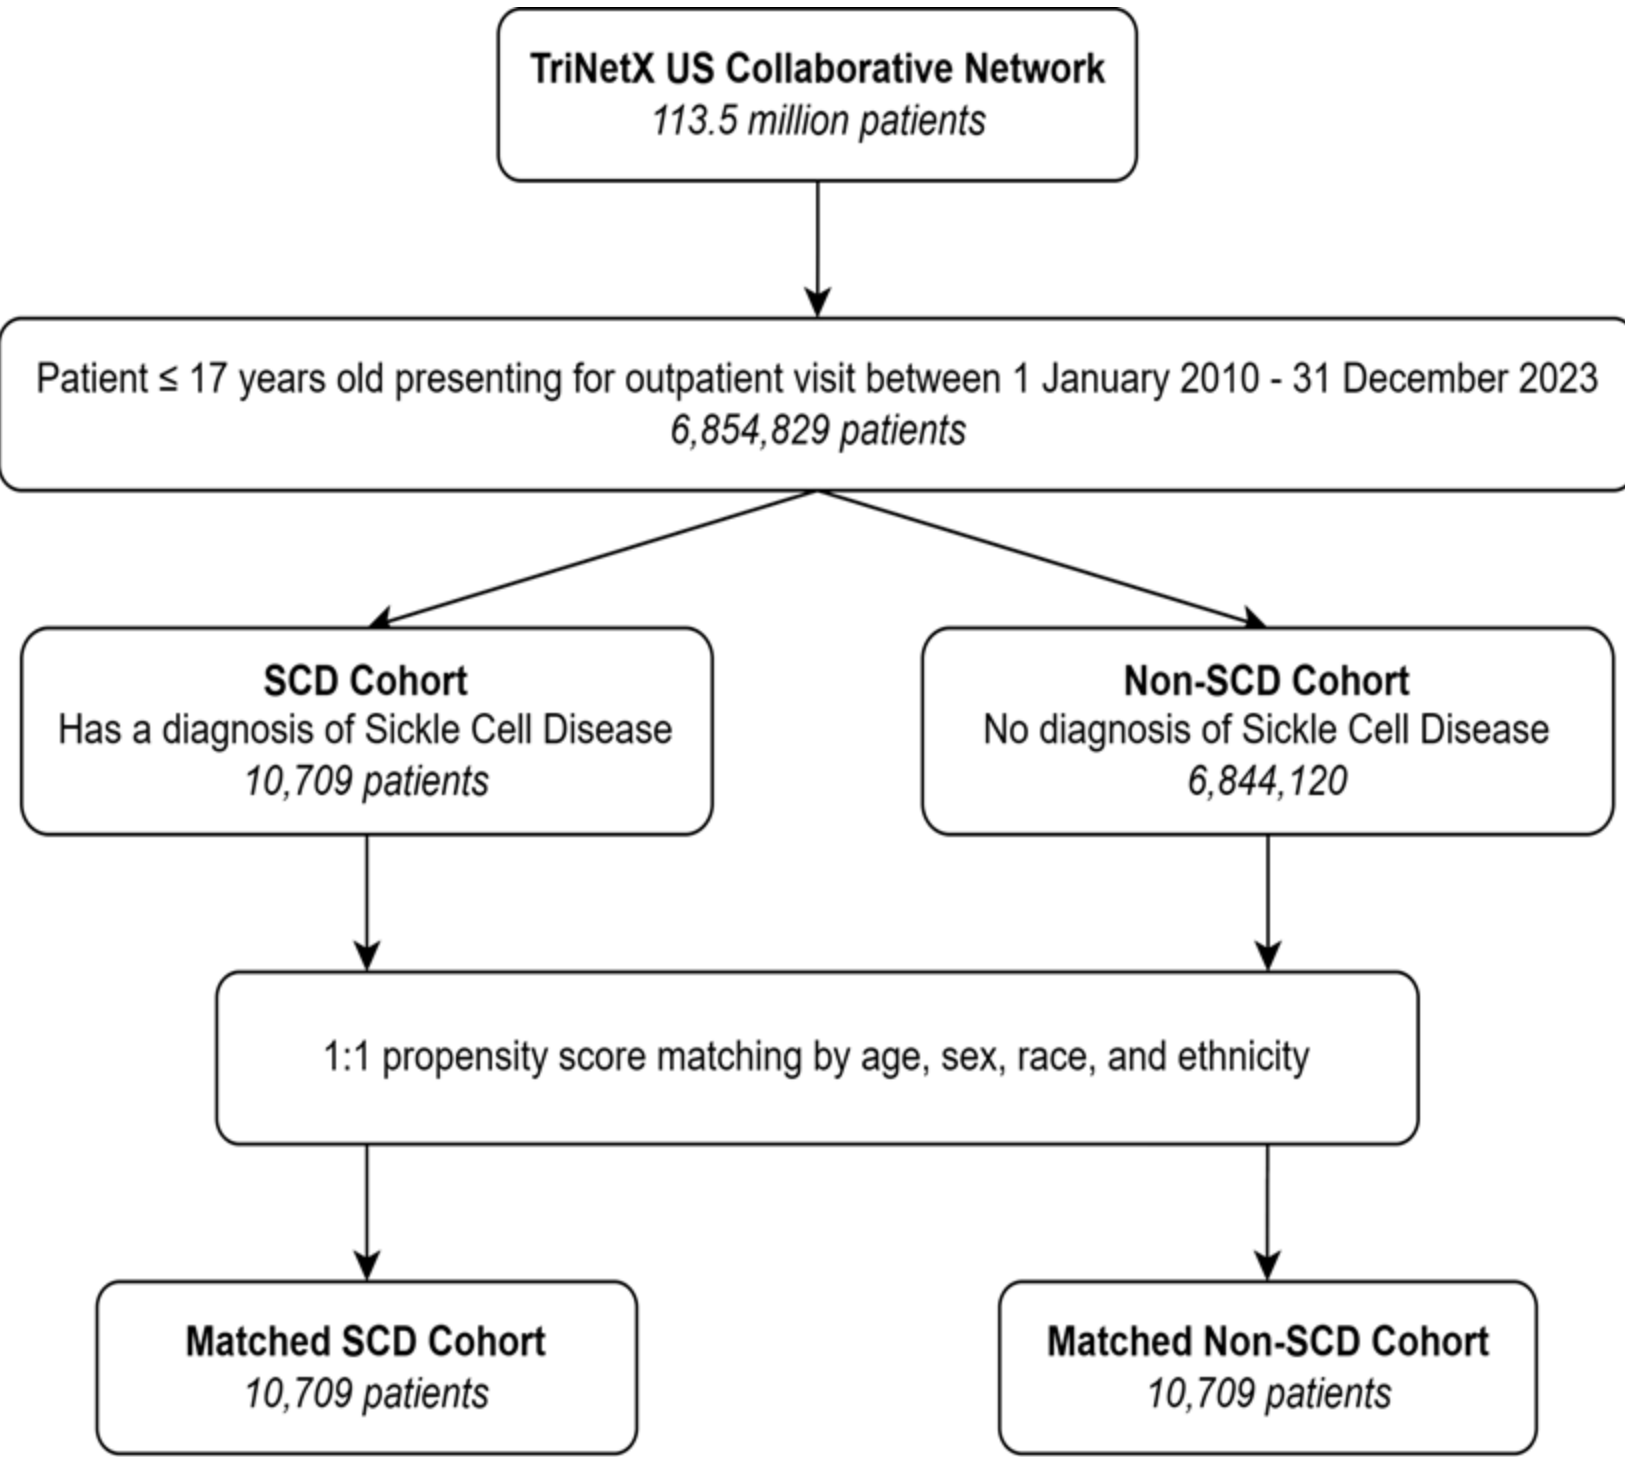 TriNetX US Collaborative Network
113.5 million patients
Patient ≤ 17 years old presenting for outpatient visit between 1 January 2010 - 31 December 2023
6,854,829 patients
SCD Cohort
Has a diagnosis of Sickle Cell Disease
10,709 patients
Non-SCD Cohort
No diagnosis of Sickle Cell Disease
6,844,120
1:1 propensity score matching by age, sex, race, and ethnicity
Matched SCD Cohort
10,709 patients
Matched Non-SCD Cohort
10,709 patients